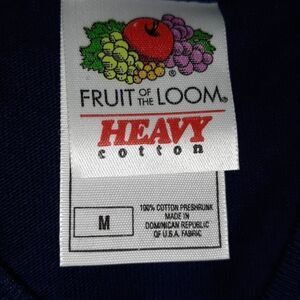 FRUIT OF THE LOOM®
HEAVY
cotton
M
100% COTTON PRESHRUNK
MADE IN
DOMINICAN REPUBLIC
OF U.S.A. FABRIC